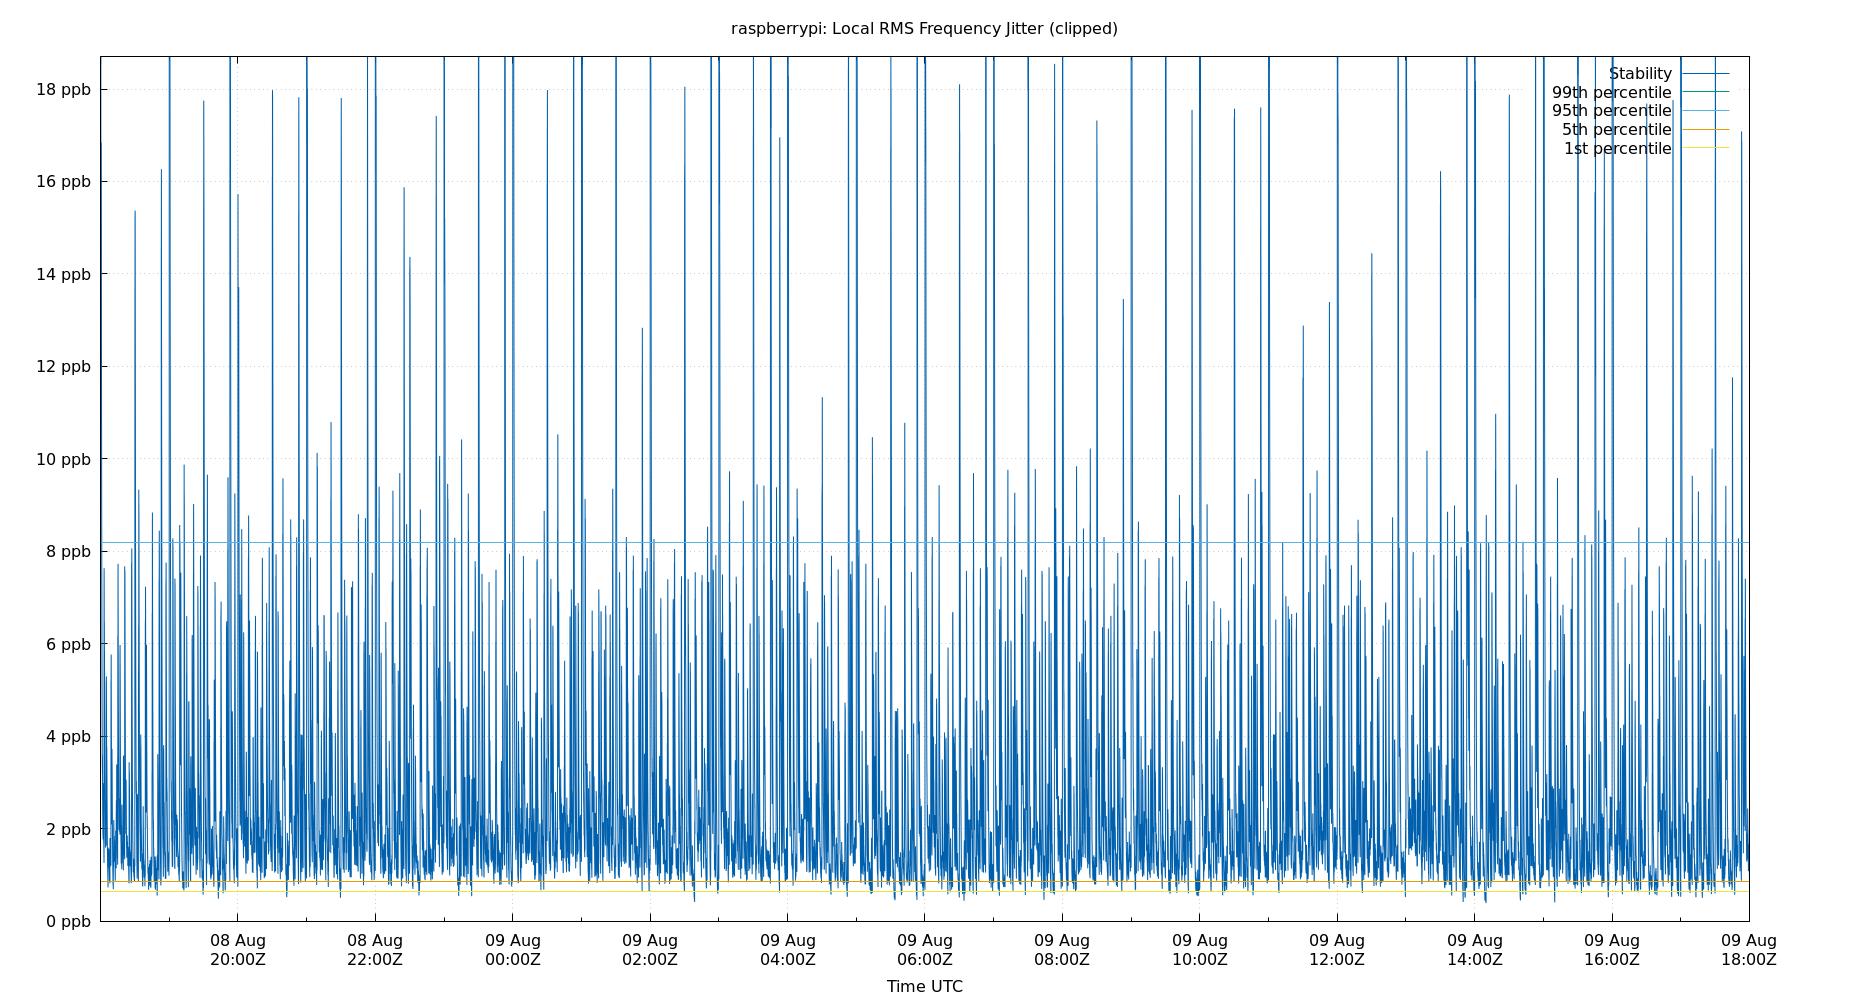 raspberrypi: Local RMS Frequency Jitter (clipped)
Stability
99th percentile
95th percentile
5th percentile
1st percentile
18 ppb
16 ppb
14 ppb
12 ppb
10 ppb
8 ppb
6 ppb
4 ppb
2 ppb
0 ppb
08 Aug 08 Aug 09 Aug 09 Aug 09 Aug 09 Aug 09 Aug 09 Aug 09 Aug 09 Aug 09 Aug 09 Aug
20:00Z 22:00Z 00:00Z 02:00Z 04:00Z 06:00Z 08:00Z 10:00Z 12:00Z 14:00Z 16:00Z 18:00Z
Time UTC